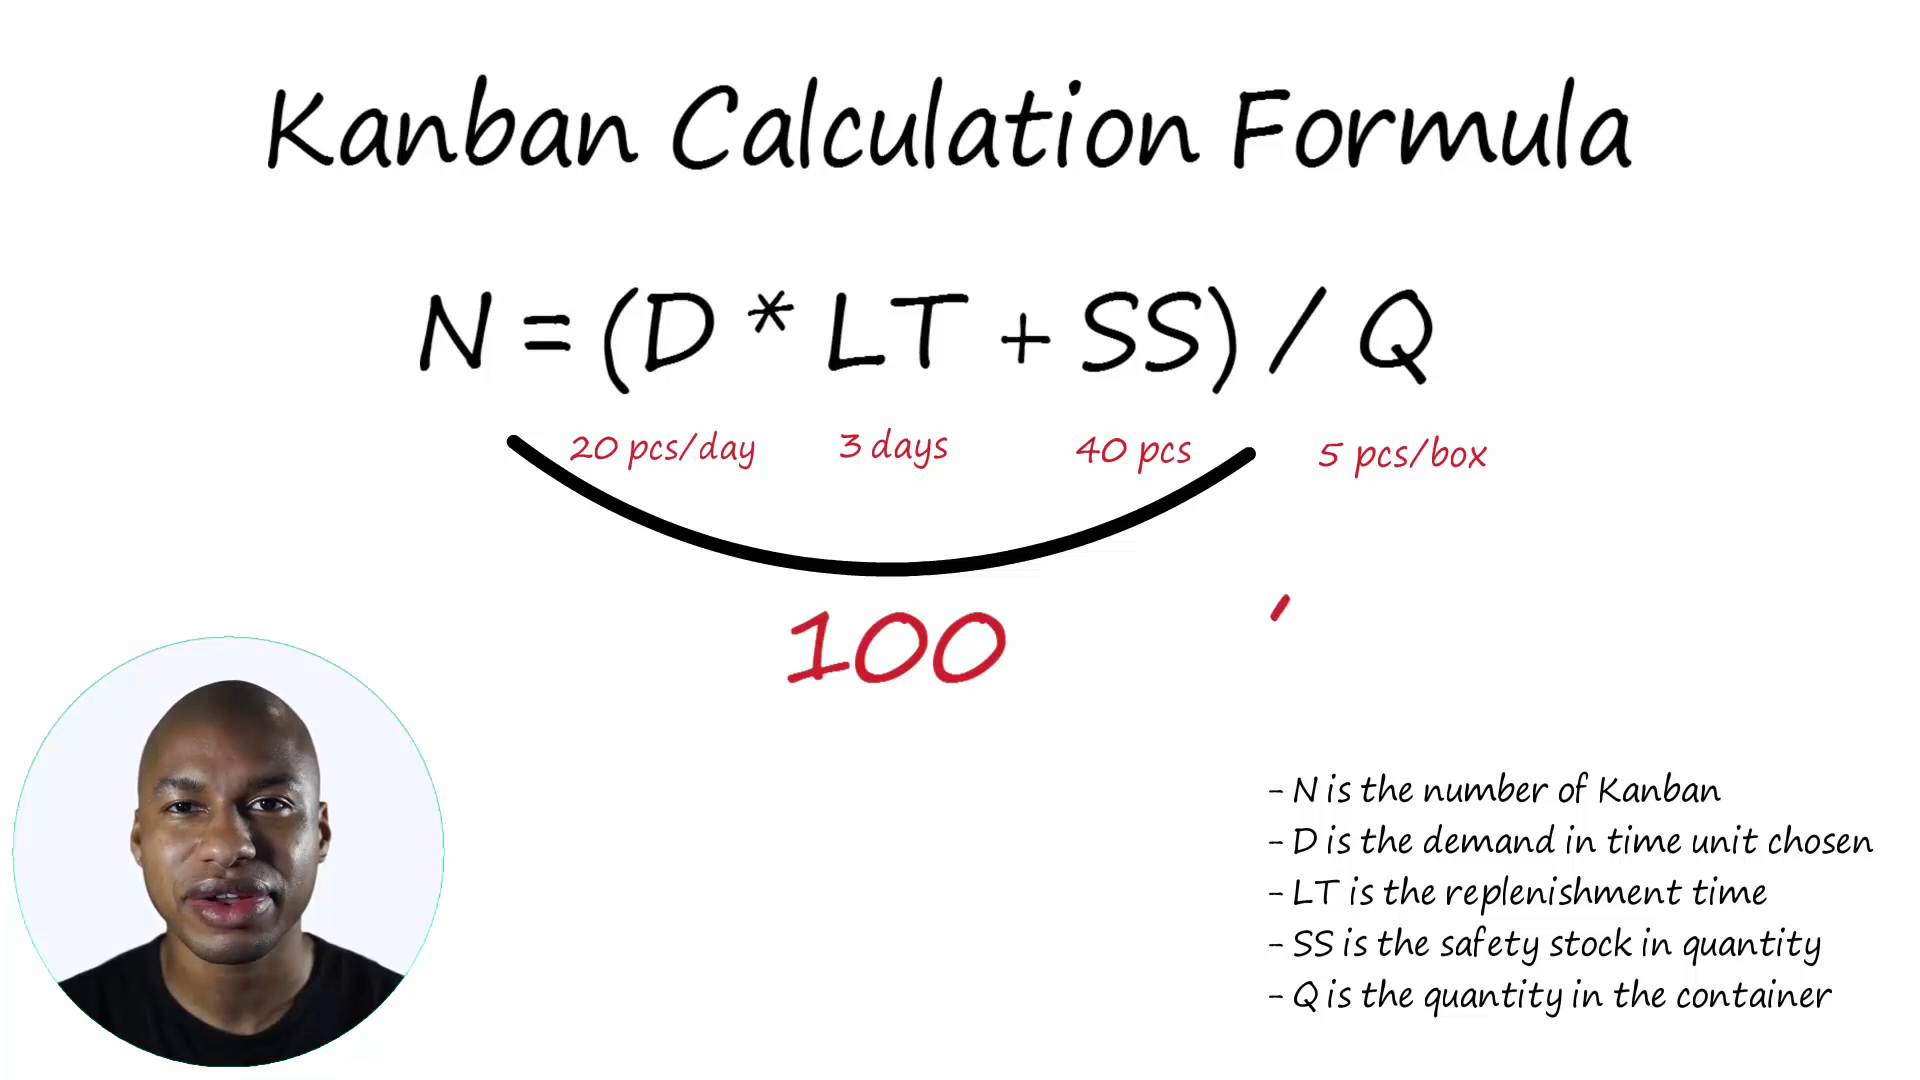 Kanban Calculation Formula
N = (D * LT + SS) / Q
20 pcs/day 3 days 40 pcs 5 pcs/box
100
- N is the number of Kanban
- D is the demand in time unit chosen
- LT is the replenishment time
- SS is the safety stock in quantity
- Q is the quantity in the container